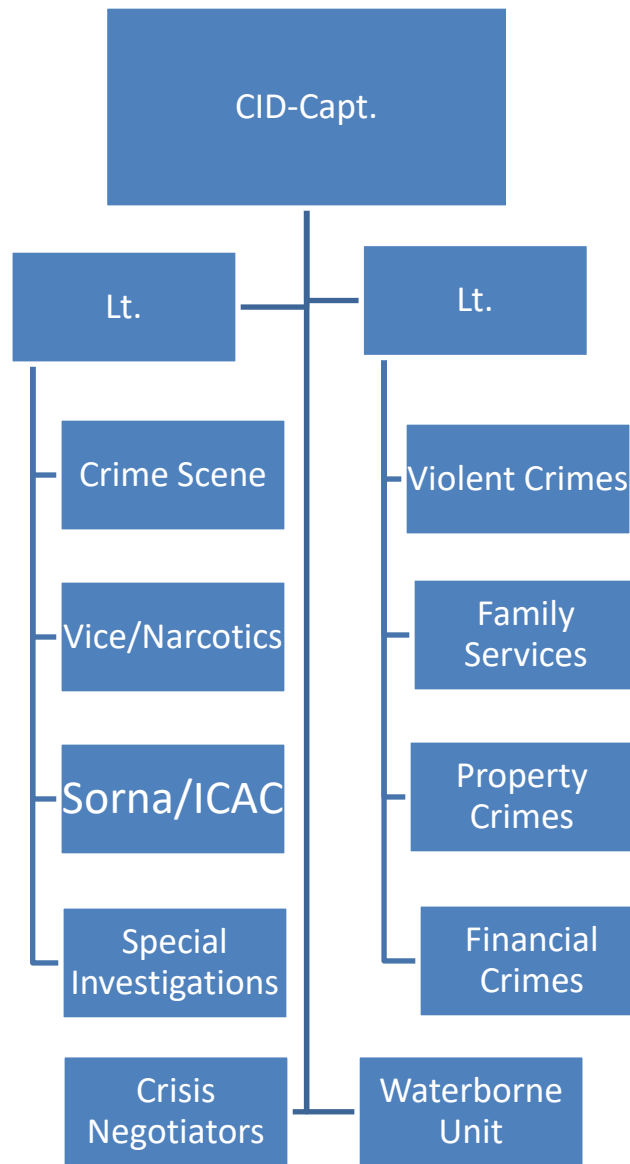 CID-Capt.
Lt.
Lt.
Crime Scene
Violent Crimes
Vice/Narcotics
Family
Services
Sorna/ICAC
Property
Crimes
Special
Investigations
Financial
Crimes
Crisis
Negotiators
Waterborne
Unit